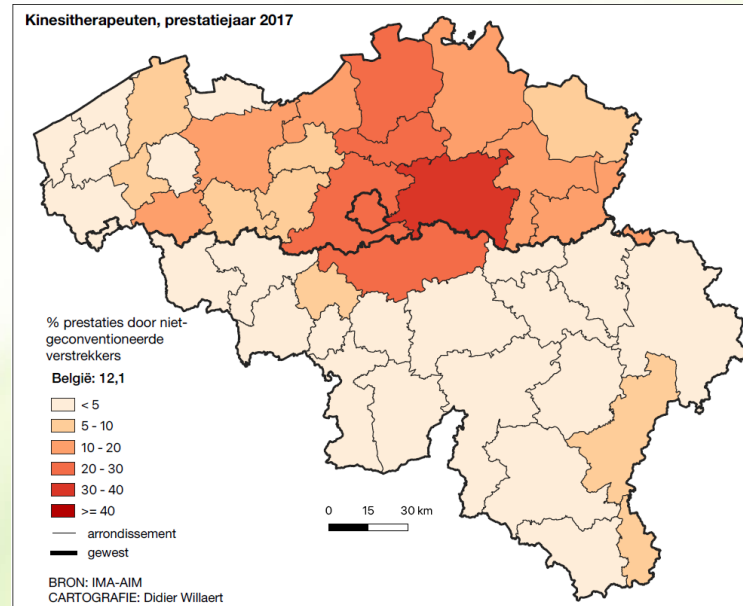 Kinesitherapeuten, prestatiejaar 2017
% prestaties door niet-
geconventioneerde
verstrekkers
België: 12,1
< 5
5 - 10
10 - 20
20 - 30
30 - 40
>= 40
arrondissement
gewest
0 15 30 km
BRON: IMA-AIM
CARTOGRAFIE: Didier Willaert